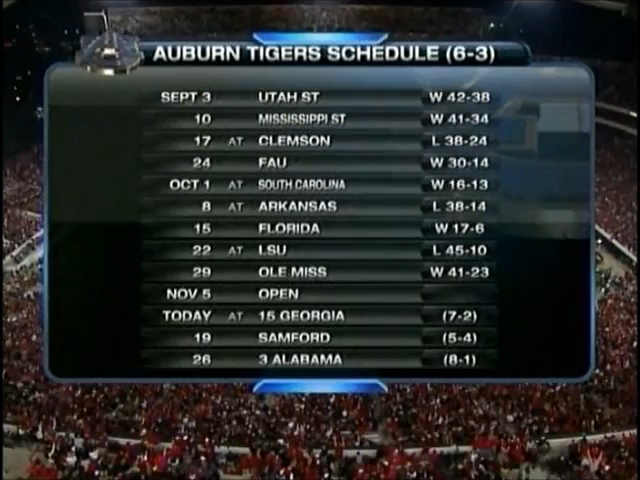 AUBURN TIGERS SCHEDULE (6-3)
SEPT 3 UTAH ST W 42-38
10 MISSISSIPPI ST W 41-34
17 AT CLEMSON L 38-24
24 FAU W 30-14
OCT 1 AT SOUTH CAROLINA W 16-13
8 AT ARKANSAS L 38-14
15 FLORIDA W 17-6
22 AT LSU L 45-10
29 OLE MISS W 41-23
NOV 5 OPEN
TODAY AT 15 GEORGIA (7-2)
19 SAMFORD (5-4)
26 3 ALABAMA (8-1)